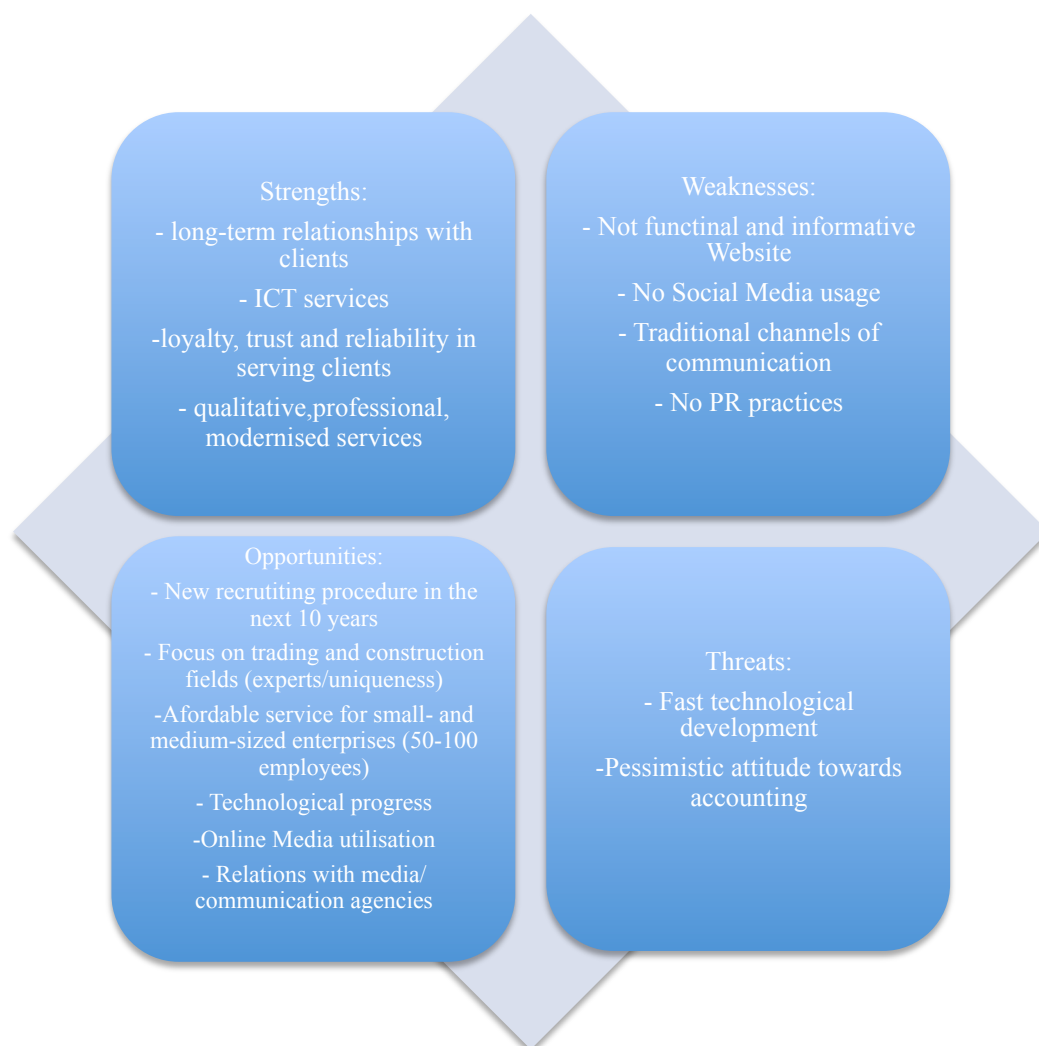 Strengths:
- long-term relationships with
clients
- ICT services
-loyalty, trust and reliability in
serving clients
- qualitative,professional,
modernised services
Weaknesses:
- Not functinal and informative
Website
- No Social Media usage
- Traditional channels of
communication
- No PR practices
Opportunities:
- New recrutiting procedure in the
next 10 years
- Focus on trading and construction
fields (experts/uniqueness)
-Afordable service for small- and
medium-sized enterprises (50-100
employees)
- Technological progress
-Online Media utilisation
- Relations with media/
communication agencies
Threats:
- Fast technological
development
-Pessimistic attitude towards
accounting